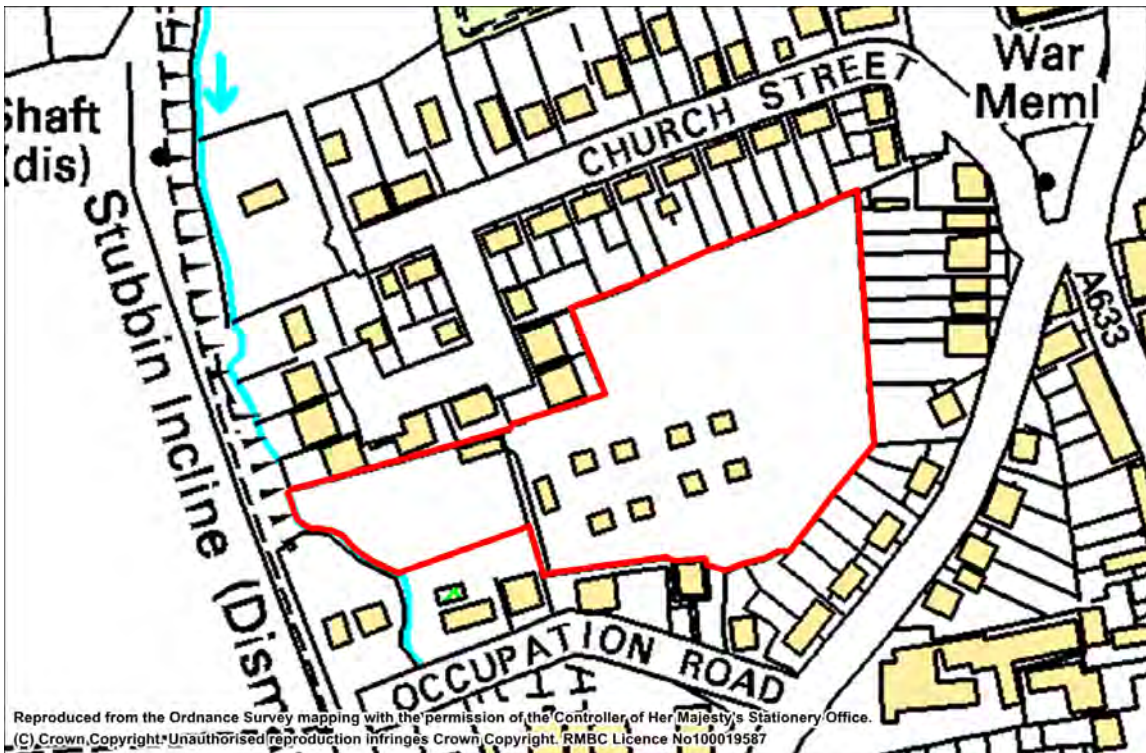 War
Meml
CHURCH STREET
Shaft
(dis)
A633
Stubbin Incline (Dism
OCCUPATION ROAD
Reproduced from the Ordnance Survey mapping with the permission of the Controller of Her Majesty's Stationery Office.
(C) Crown Copyright. Unauthorised reproduction infringes Crown Copyright. RMBC Licence No100019587